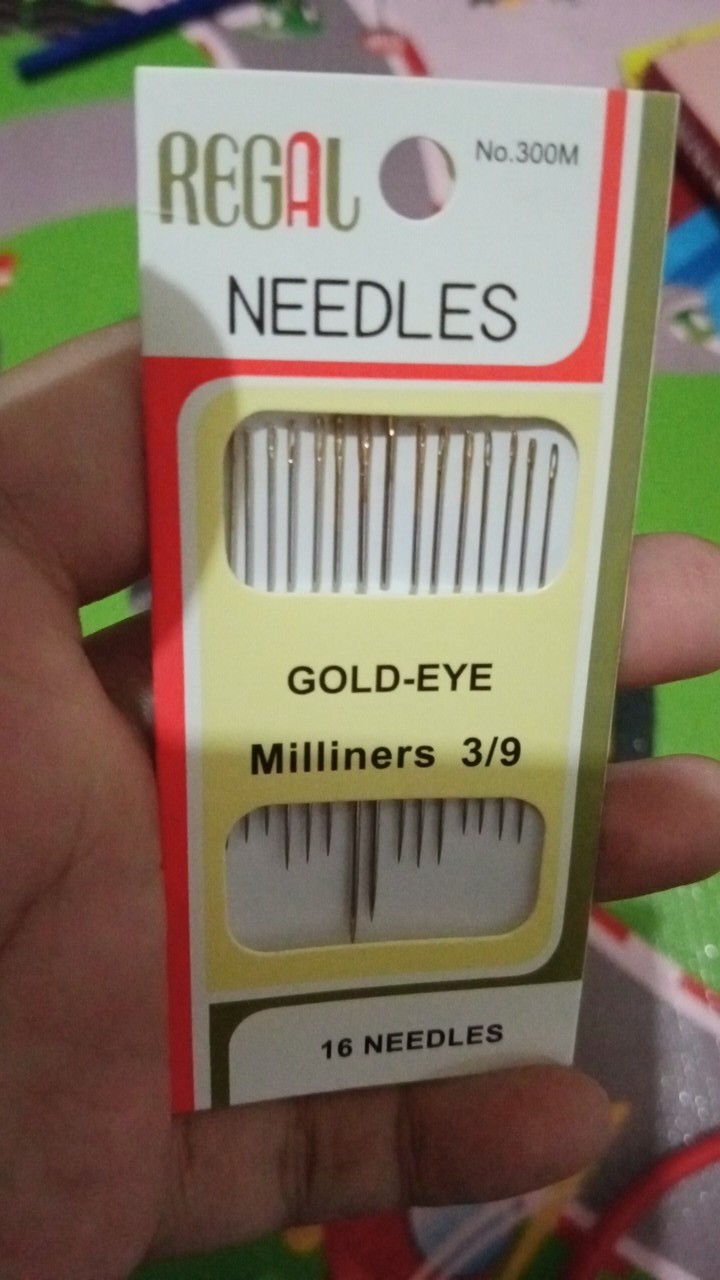 REGAL
No.300M
NEEDLES
GOLD-EYE
Milliners 3/9
16 NEEDLES